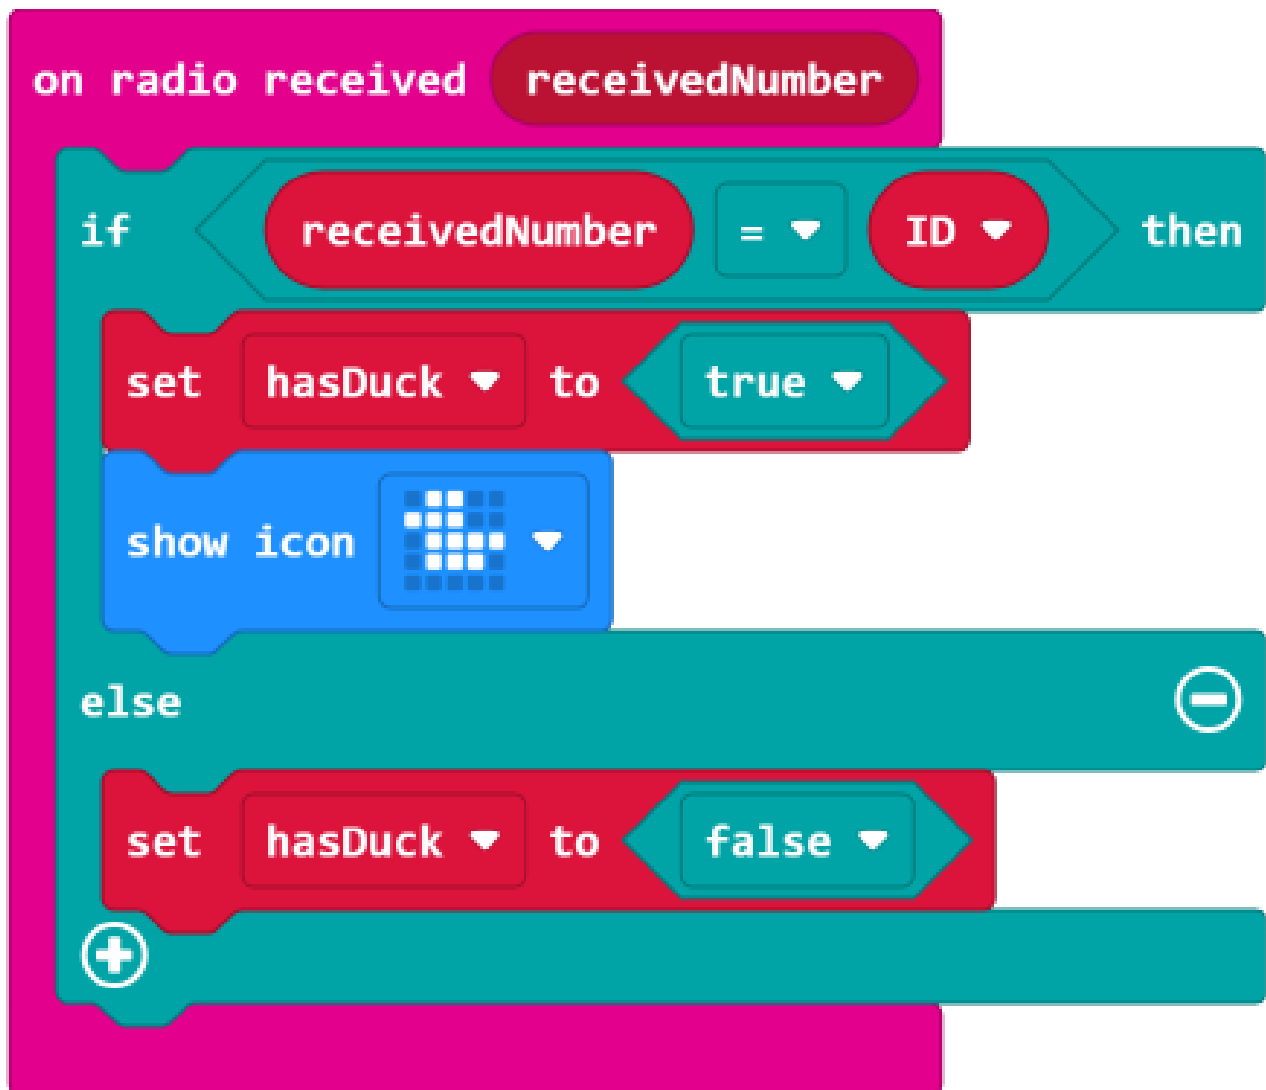 on radio received receivedNumber
if receivedNumber = ID then
set hasDuck to true
show icon
else
set hasDuck to false